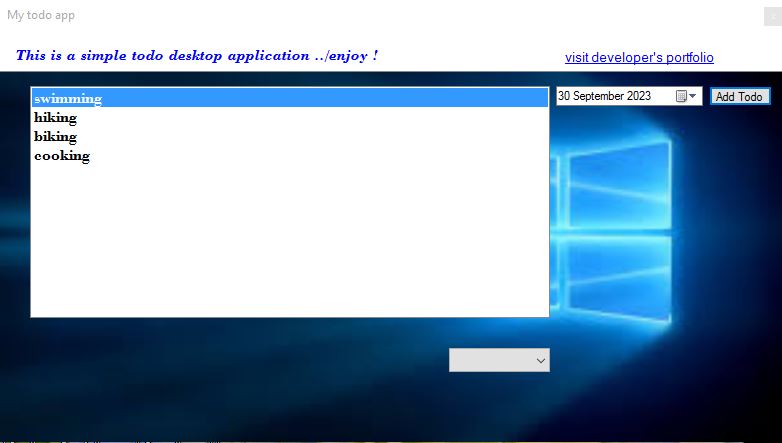 My todo app
This is a simple todo desktop application ../enjoy !
visit developer's portfolio
swimming
hiking
biking
cooking
30 September 2023
Add Todo